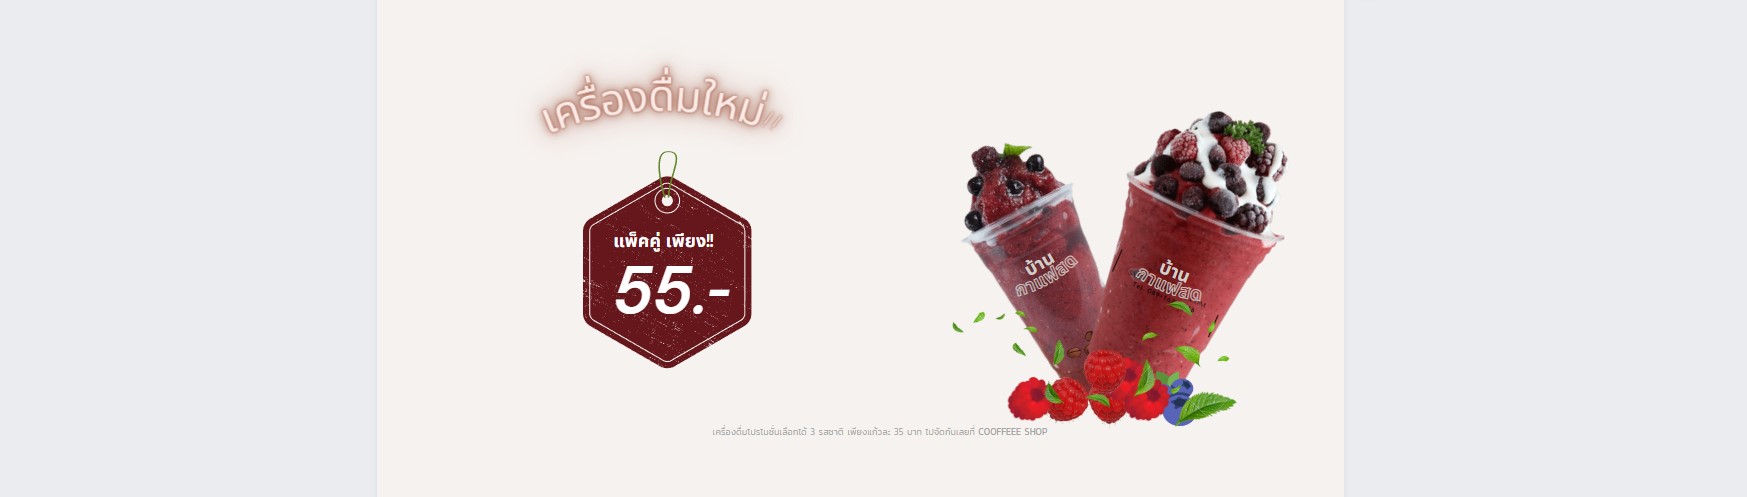 เครื่องดื่มใหม่!!
แพ็คคู่ เพียง!!
55.-
บ้าน
กาแฟสด
บ้าน
กาแฟสด
เครื่องดื่มโปรโมชั่นเลือกได้ 3 รสชาติ เพียงแก้วละ 35 บาท ไปจัดกันเลยที่ COOFFEEE SHOP